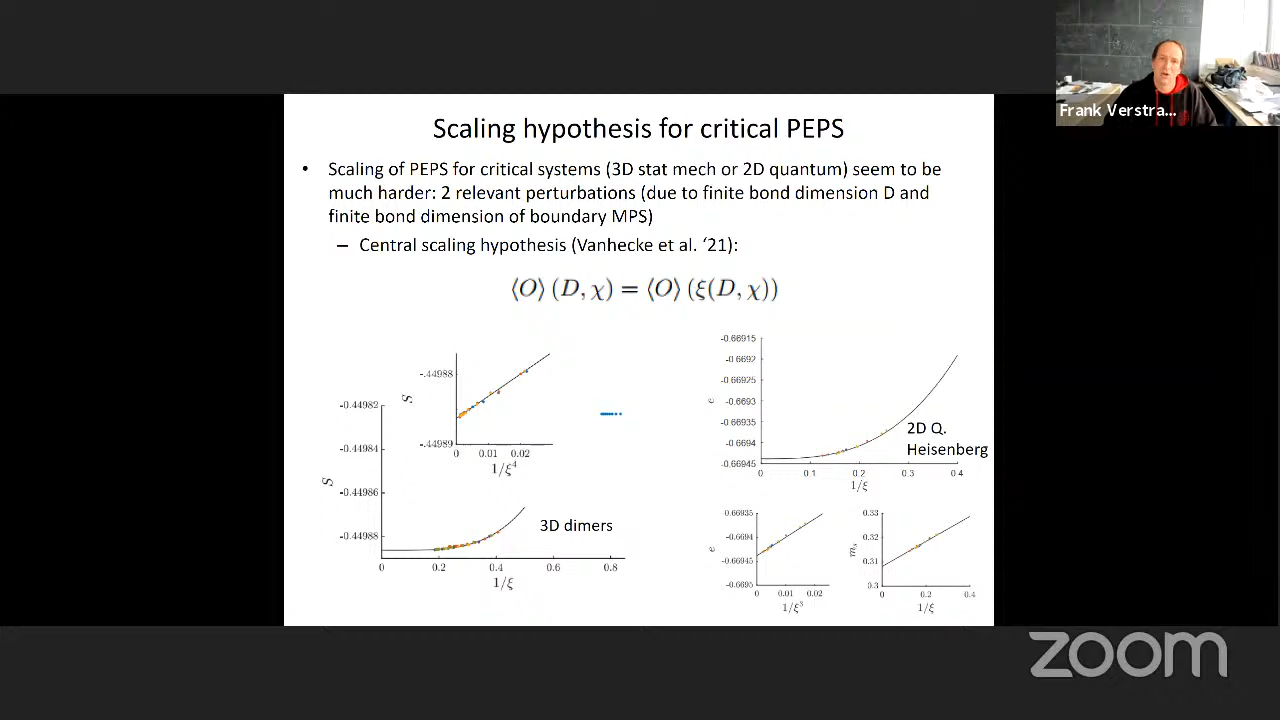 Frank Verstra...
Scaling hypothesis for critical PEPS
• Scaling of PEPS for critical systems (3D stat mech or 2D quantum) seem to be
much harder: 2 relevant perturbations (due to finite bond dimension D and
finite bond dimension of boundary MPS)
– Central scaling hypothesis (Vanhecke et al. ‘21):
⟨O⟩ (D, χ) = ⟨O⟩ (ξ(D, χ))
-.44988
-.44989
S
0 0.01 0.02
1/ξ⁴
-0.44982
-0.44984
-0.44986
-0.44988
S
3D dimers
0 0.2 0.4 0.6 0.8
1/ξ
-0.66915
-0.6692
-0.66925
-0.6693
-0.66935
-0.6694
-0.66945
e
2D Q.
Heisenberg
0 0.1 0.2 0.3 0.4
1/ξ
-0.66935
-0.6694
-0.66945
-0.6695
e
0 0.01 0.02
1/ξ³
0.33
0.32
0.31
0.3
mₛ
0 0.2 0.4
1/ξ
zoom